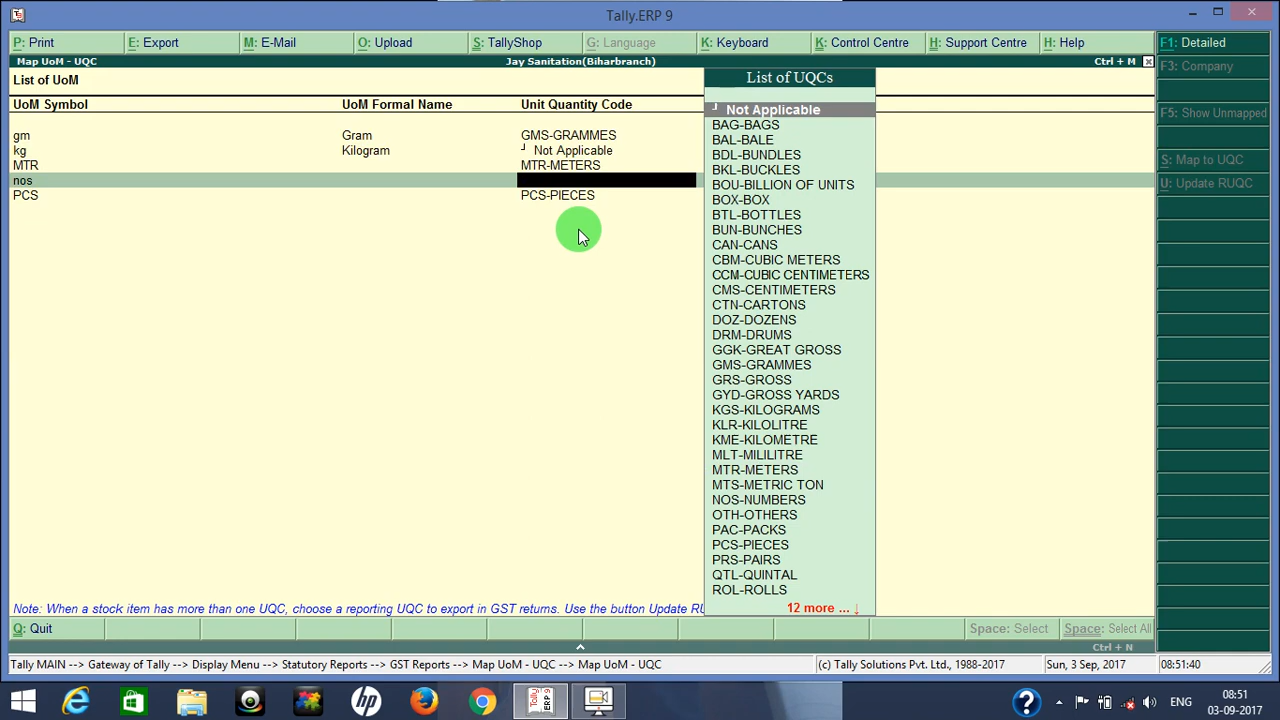 Tally.ERP 9
P: Print E: Export M: E-Mail O: Upload S: TallyShop G: Language K: Keyboard K: Control Centre H: Support Centre H: Help F1: Detailed
Map UoM - UQC Jay Sanitation(Biharbranch) Ctrl + M
F3: Company
List of UoM
List of UQCs
UoM Symbol UoM Formal Name Unit Quantity Code
Not Applicable
F5: Show Unmapped
BAG-BAGS
gm Gram GMS-GRAMMES
BAL-BALE
kg Kilogram Not Applicable
BDL-BUNDLES
S: Map to UQC
MTR MTR-METERS
BKL-BUCKLES
nos
BOU-BILLION OF UNITS
U: Update RUQC
PCS PCS-PIECES
BOX-BOX
BTL-BOTTLES
BUN-BUNCHES
CAN-CANS
CBM-CUBIC METERS
CCM-CUBIC CENTIMETERS
CMS-CENTIMETERS
CTN-CARTONS
DOZ-DOZENS
DRM-DRUMS
GGK-GREAT GROSS
GMS-GRAMMES
GRS-GROSS
GYD-GROSS YARDS
KGS-KILOGRAMS
KLR-KILOLITRE
KME-KILOMETRE
MLT-MILILITRE
MTR-METERS
MTS-METRIC TON
NOS-NUMBERS
OTH-OTHERS
PAC-PACKS
PCS-PIECES
PRS-PAIRS
QTL-QUINTAL
ROL-ROLLS
12 more ... ↓
Note: When a stock item has more than one UQC, choose a reporting UQC to export in GST returns. Use the button Update RU
Q: Quit Space: Select Space: Select All
Ctrl + N
Tally MAIN --> Gateway of Tally --> Display Menu --> Statutory Reports --> GST Reports --> Map UoM - UQC --> Map UoM - UQC (c) Tally Solutions Pvt. Ltd., 1988-2017 Sun, 3 Sep, 2017 08:51:40
ENG
08:51
03-09-2017